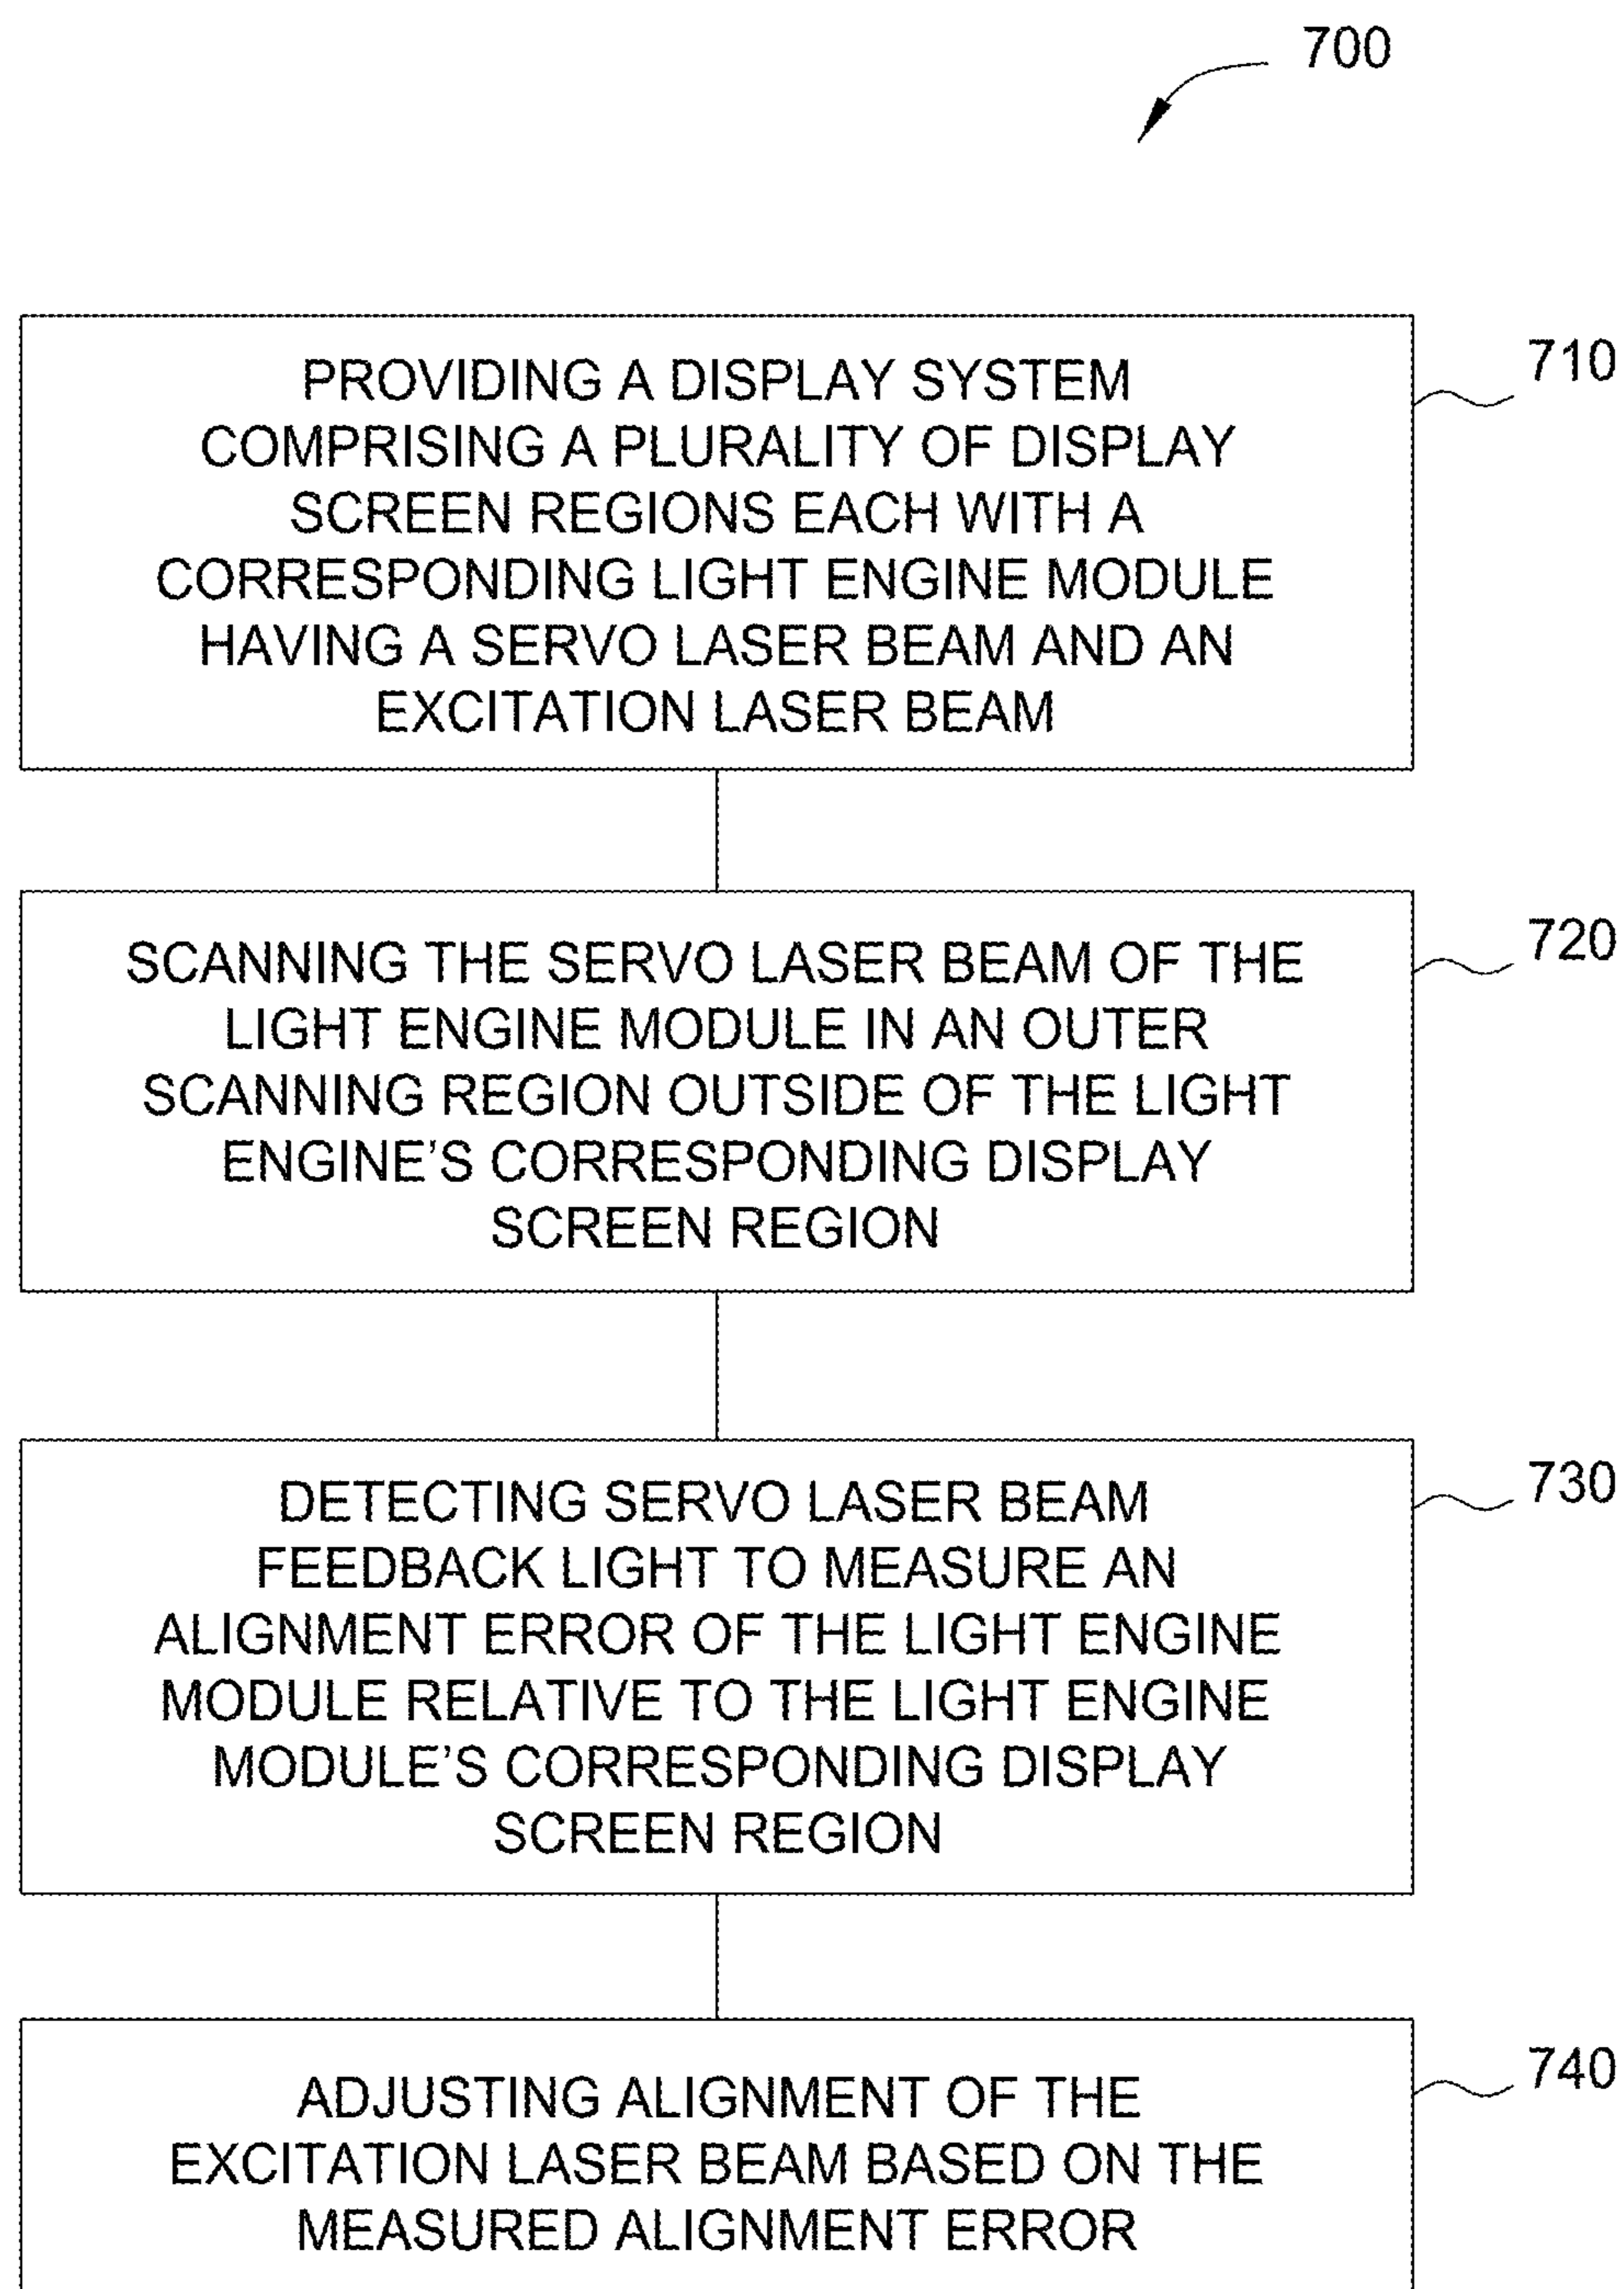 700
PROVIDING A DISPLAY SYSTEM
COMPRISING A PLURALITY OF DISPLAY
SCREEN REGIONS EACH WITH A
CORRESPONDING LIGHT ENGINE MODULE
HAVING A SERVO LASER BEAM AND AN
EXCITATION LASER BEAM
710
SCANNING THE SERVO LASER BEAM OF THE
LIGHT ENGINE MODULE IN AN OUTER
SCANNING REGION OUTSIDE OF THE LIGHT
ENGINE’S CORRESPONDING DISPLAY
SCREEN REGION
720
DETECTING SERVO LASER BEAM
FEEDBACK LIGHT TO MEASURE AN
ALIGNMENT ERROR OF THE LIGHT ENGINE
MODULE RELATIVE TO THE LIGHT ENGINE
MODULE’S CORRESPONDING DISPLAY
SCREEN REGION
730
ADJUSTING ALIGNMENT OF THE
EXCITATION LASER BEAM BASED ON THE
MEASURED ALIGNMENT ERROR
740